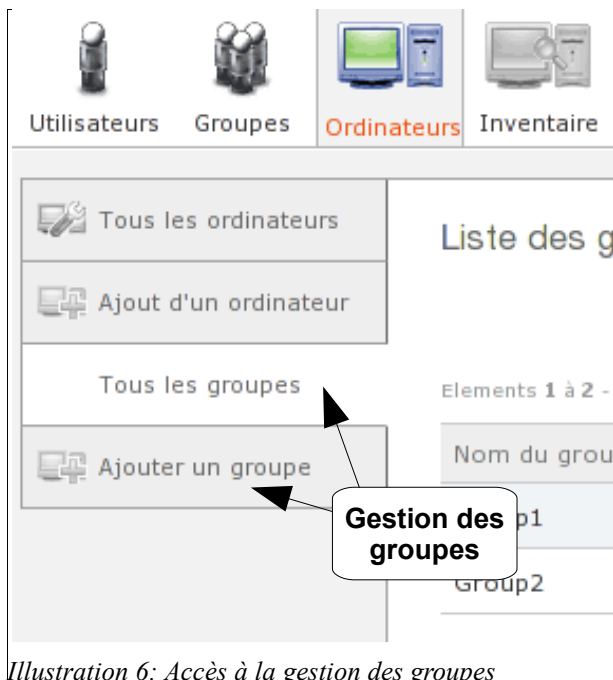 Utilisateurs Groupes Ordinateurs Inventaire
Tous les ordinateurs
Ajout d'un ordinateur
Tous les groupes
Ajouter un groupe
Liste des g
Elements 1 à 2 -
Nom du grou
p1
Group2
Gestion des
groupes
Illustration 6: Accès à la gestion des groupes